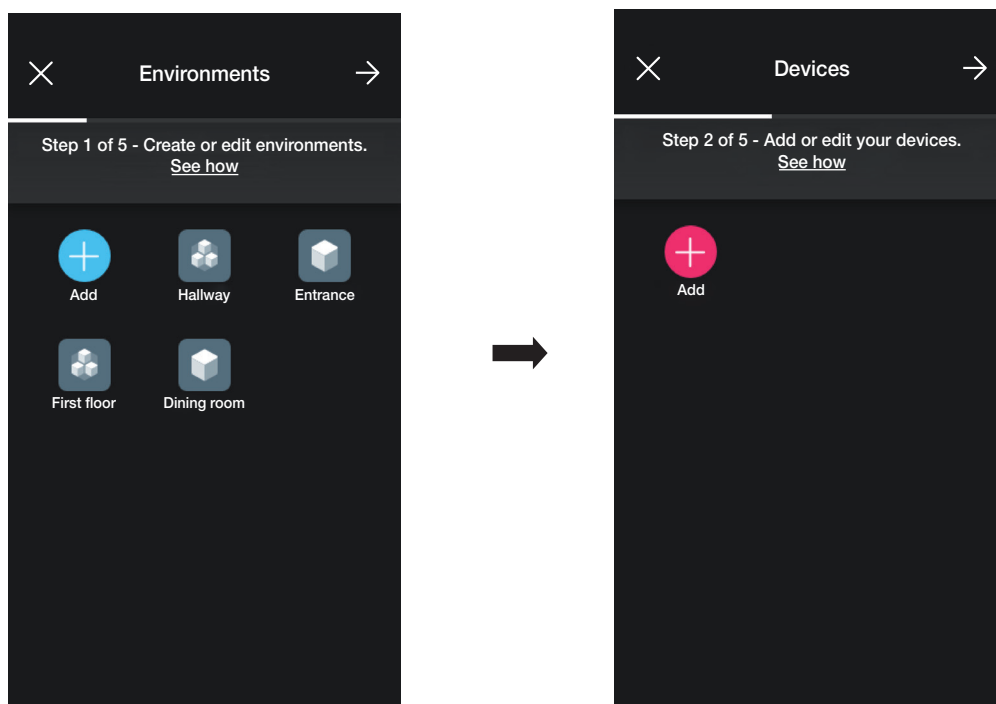 Environments
Step 1 of 5 - Create or edit environments.
See how
Add
Hallway
Entrance
First floor
Dining room
Devices
Step 2 of 5 - Add or edit your devices.
See how
Add